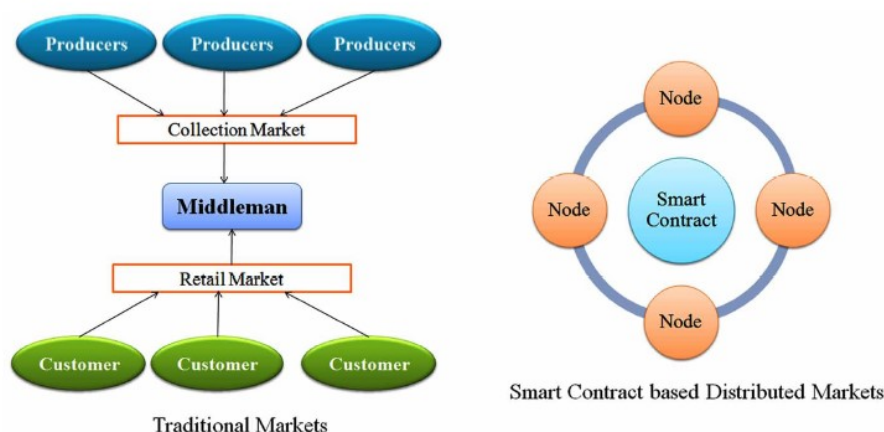 Producers
Producers
Producers
Collection Market
Middleman
Retail Market
Customer
Customer
Customer
Traditional Markets
Node
Node
Smart
Contract
Node
Node
Smart Contract based Distributed Markets